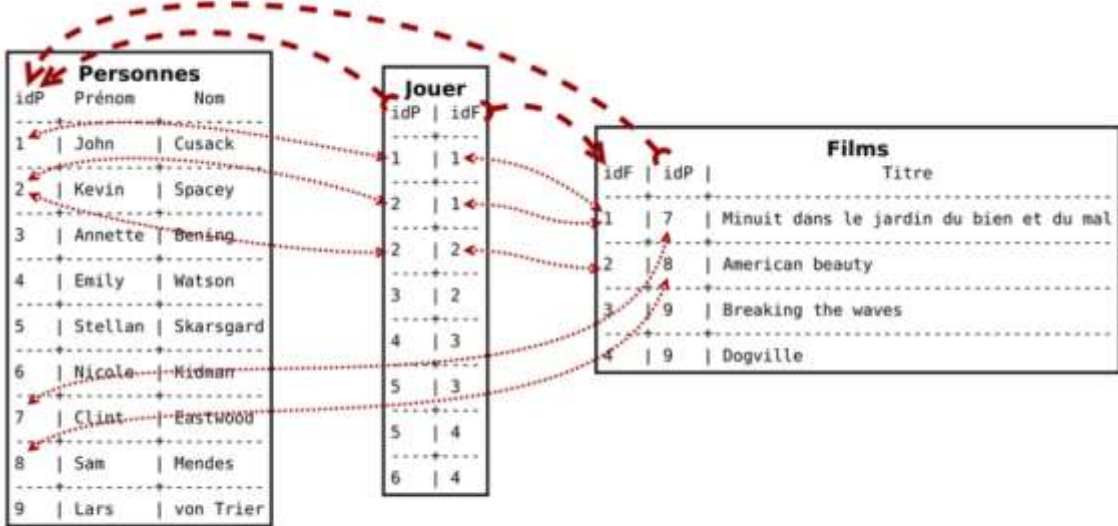 Personnes
idP Prénom Nom
1 | John | Cusack
2 | Kevin | Spacey
3 | Annette | Bening
4 | Emily | Watson
5 | Stellan | Skarsgard
6 | Nicole | Kidman
7 | Clint | Eastwood
8 | Sam | Mendes
9 | Lars | von Trier
Jouer
idP | idF
1 | 1
2 | 1
2 | 2
3 | 2
4 | 3
5 | 3
5 | 4
6 | 4
Films
idF | idP | Titre
1 | 7 | Minuit dans le jardin du bien et du mal
2 | 8 | American beauty
3 | 9 | Breaking the waves
4 | 9 | Dogville